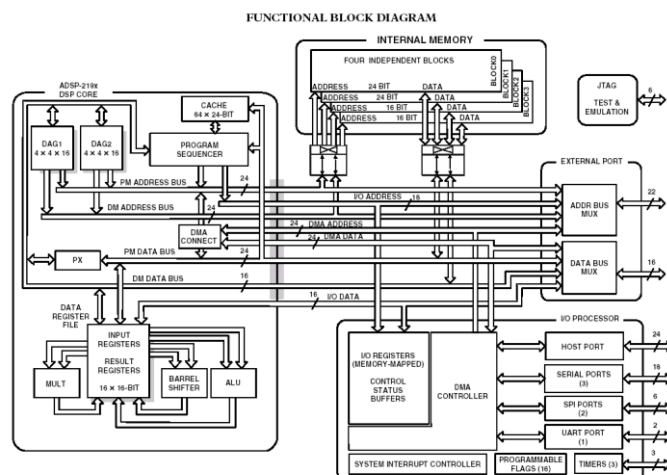 FUNCTIONAL BLOCK DIAGRAM
INTERNAL MEMORY
FOUR INDEPENDENT BLOCKS
BLOCK0
BLOCK1
BLOCK2
BLOCK3
ADDRESS 24 BIT DATA
ADDRESS 24 BIT DATA
ADDRESS 16 BIT DATA
ADDRESS 16 BIT DATA
JTAG
TEST &
EMULATION
6
ADSP-219x
DSP CORE
CACHE
64 × 24-BIT
DAG1
4 × 4 × 16
DAG2
4 × 4 × 16
PROGRAM
SEQUENCER
EXTERNAL PORT
PM ADDRESS BUS 24
I/O ADDRESS 16
ADDR BUS
MUX
22
DM ADDRESS BUS 24
DMA
CONNECT
24 DMA ADDRESS
24 DMA DATA
PX
PM DATA BUS 24
DATA BUS
MUX
16
DM DATA BUS 16
16 I/O DATA
DATA
REGISTER
FILE
INPUT
REGISTERS
RESULT
REGISTERS
16 × 16-BIT
MULT
BARREL
SHIFTER
ALU
I/O PROCESSOR
I/O REGISTERS
(MEMORY-MAPPED)
CONTROL
STATUS
BUFFERS
DMA
CONTROLLER
HOST PORT
24
SERIAL PORTS
(3)
18
SPI PORTS
(2)
6
UART PORT
(1)
2
SYSTEM INTERRUPT CONTROLLER
PROGRAMMABLE
FLAGS (16)
TIMERS (3)
3